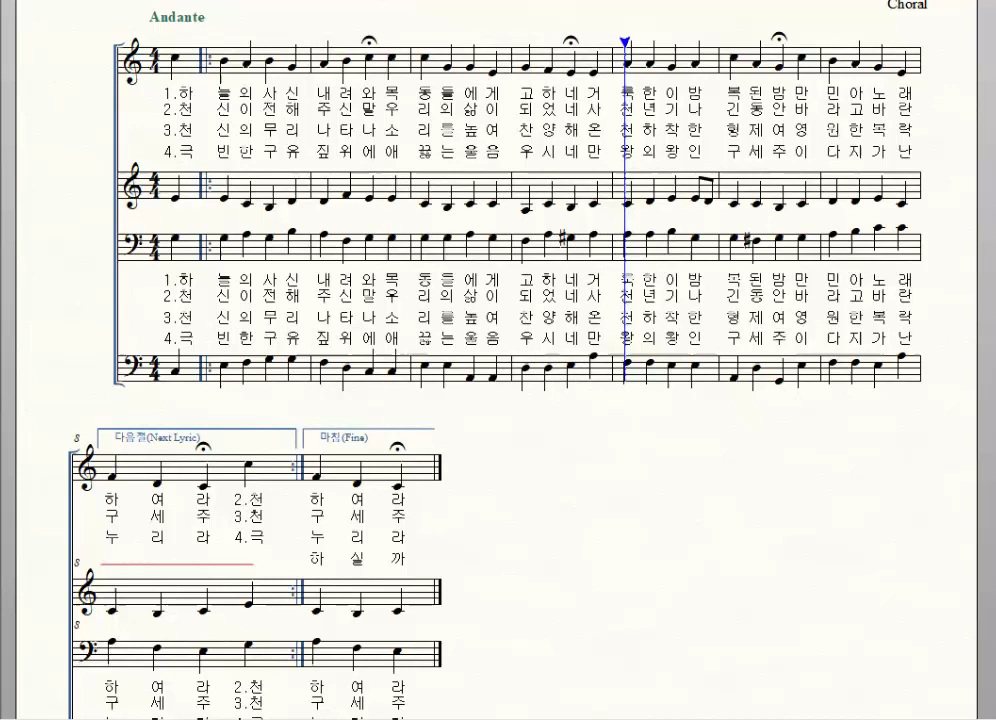 Choral
Andante
1.하 늘 의 사 신 내 려 와 목 동 들 에 게 고 하 네 거 룩 한 이 밤 복 된 밤 만 민 아 노 래
2.천 신 이 전 해 주 신 말 우 리 의 삶 이 되 었 네 사 천 년 기 나 긴 동 안 바 라 고 바 란
3.천 신 의 무 리 나 타 나 소 리 를 높 여 찬 양 해 온 천 하 착 한 형 제 여 영 원 한 복 락
4.극 빈 한 구 유 짚 위 에 애 끓 는 울 음 우 시 네 만 왕 의 왕 인 구 세 주 이 다 지 가 난
1.하 늘 의 사 신 내 려 와 목 동 들 에 게 고 하 네 거 룩 한 이 밤 복 된 밤 만 민 아 노 래
2.천 신 이 전 해 주 신 말 우 리 의 삶 이 되 었 네 사 천 년 기 나 긴 동 안 바 라 고 바 란
3.천 신 의 무 리 나 타 나 소 리 를 높 여 찬 양 해 온 천 하 착 한 형 제 여 영 원 한 복 락
4.극 빈 한 구 유 짚 위 에 애 끓 는 울 음 우 시 네 만 왕 의 왕 인 구 세 주 이 다 지 가 난
다음절(Next Lyric) 마침(Fine)
8
하 여 라 2.천 하 여 라
구 세 주 3.천 구 세 주
누 리 라 4.극 누 리 라
하 실 까
8
8
하 여 라 2.천 하 여 라
구 세 주 3.천 구 세 주